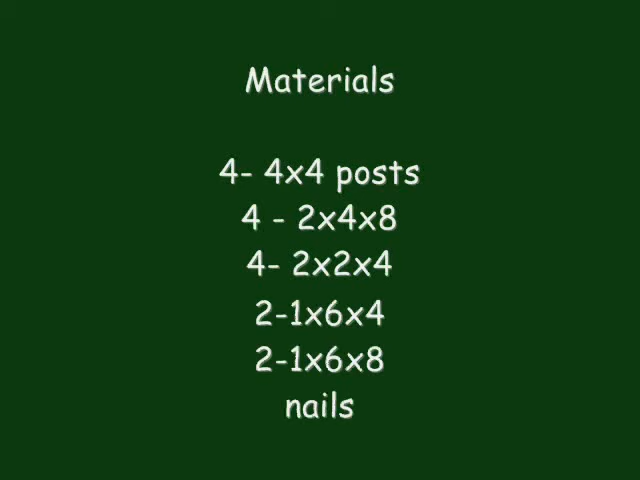 Materials
4- 4x4 posts
4 - 2x4x8
4- 2x2x4
2-1x6x4
2-1x6x8
nails